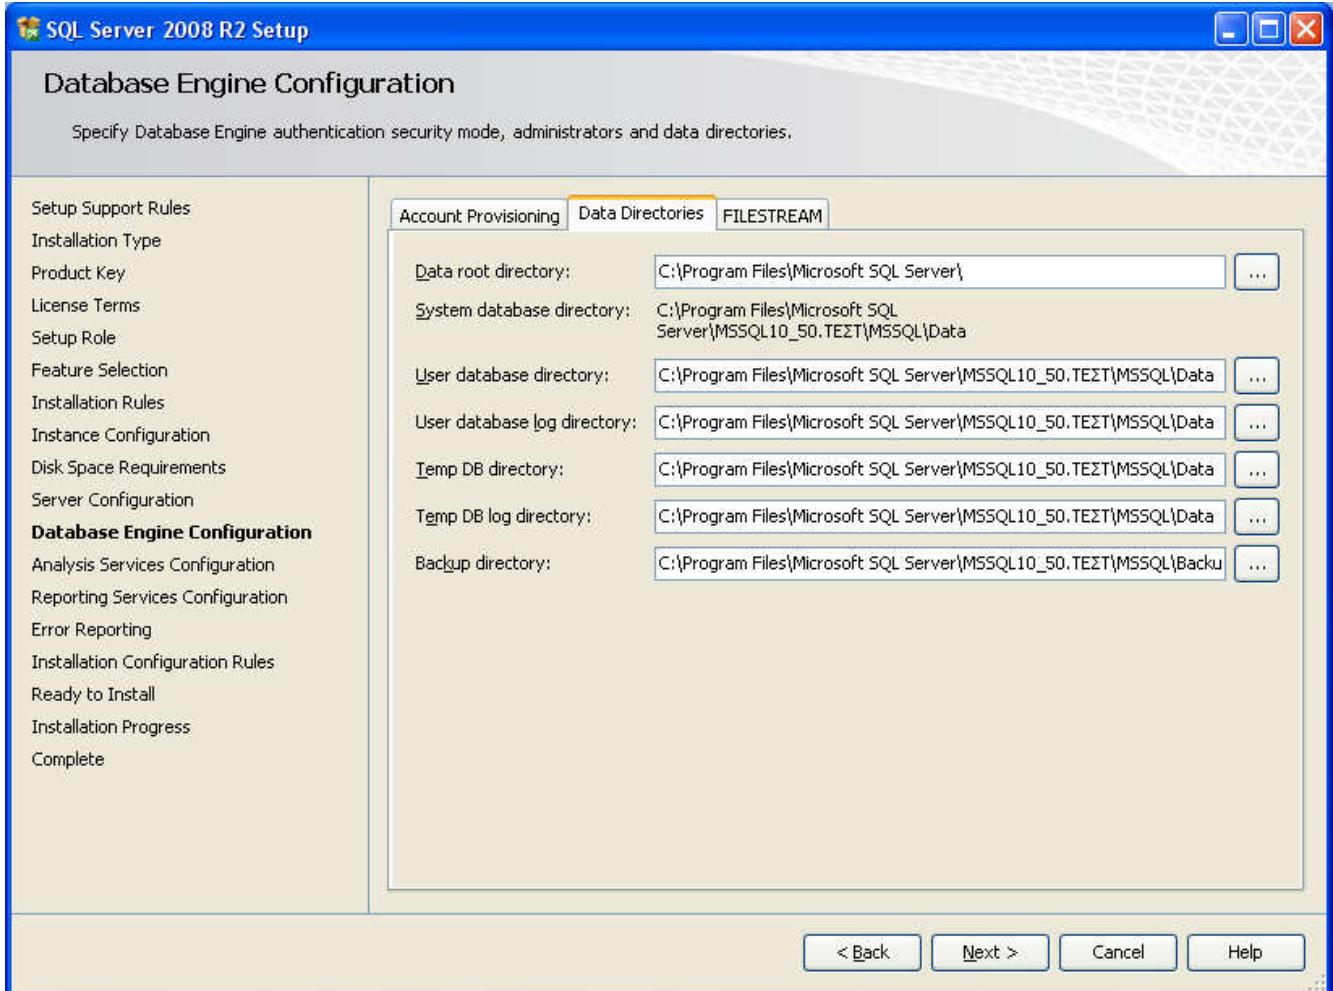 SQL Server 2008 R2 Setup
Database Engine Configuration
Specify Database Engine authentication security mode, administrators and data directories.
Setup Support Rules
Installation Type
Product Key
License Terms
Setup Role
Feature Selection
Installation Rules
Instance Configuration
Disk Space Requirements
Server Configuration
Database Engine Configuration
Analysis Services Configuration
Reporting Services Configuration
Error Reporting
Installation Configuration Rules
Ready to Install
Installation Progress
Complete
Account Provisioning Data Directories FILESTREAM
Data root directory: C:\Program Files\Microsoft SQL Server\ ...
System database directory: C:\Program Files\Microsoft SQL
Server\MSSQL10_50.TEΣT\MSSQL\Data
User database directory: C:\Program Files\Microsoft SQL Server\MSSQL10_50.TEΣT\MSSQL\Data ...
User database log directory: C:\Program Files\Microsoft SQL Server\MSSQL10_50.TEΣT\MSSQL\Data ...
Temp DB directory: C:\Program Files\Microsoft SQL Server\MSSQL10_50.TEΣT\MSSQL\Data ...
Temp DB log directory: C:\Program Files\Microsoft SQL Server\MSSQL10_50.TEΣT\MSSQL\Data ...
Backup directory: C:\Program Files\Microsoft SQL Server\MSSQL10_50.TEΣT\MSSQL\Backu ...
< Back Next > Cancel Help